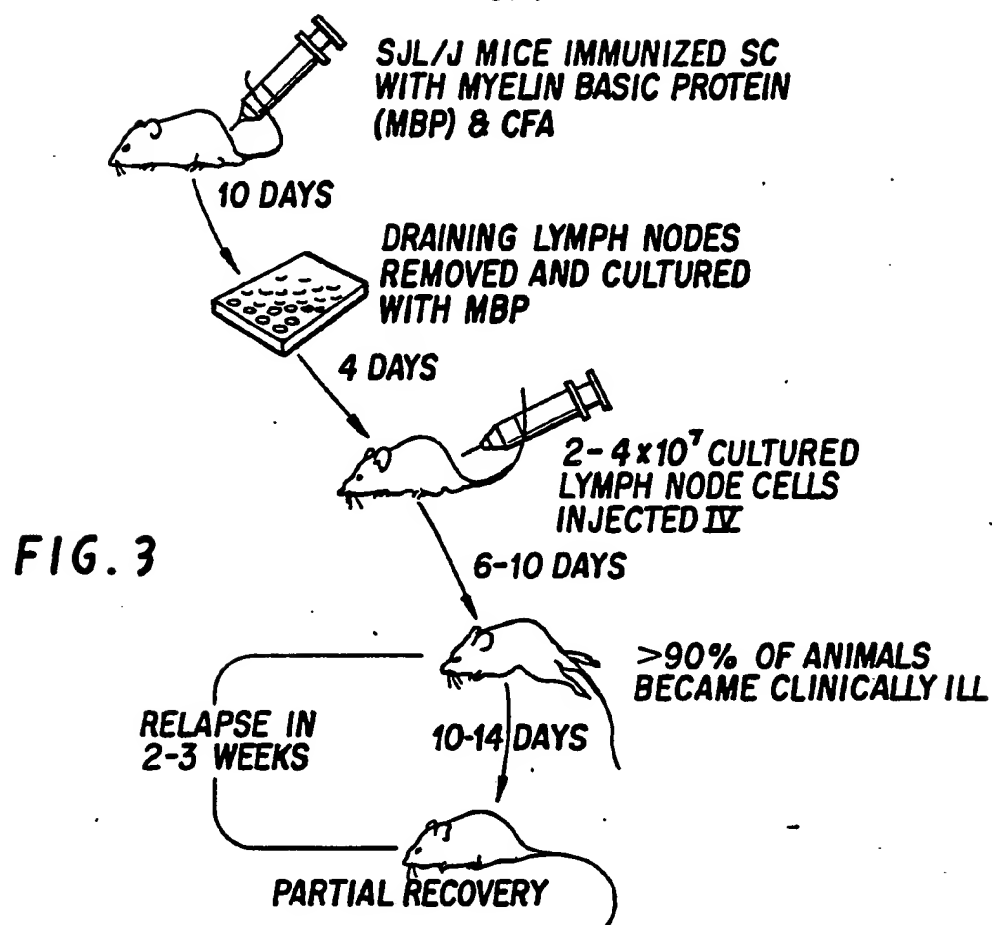 SJL/J MICE IMMUNIZED SC
WITH MYELIN BASIC PROTEIN
(MBP) & CFA
10 DAYS
DRAINING LYMPH NODES
REMOVED AND CULTURED
WITH MBP
4 DAYS
2-4x10⁷ CULTURED
LYMPH NODE CELLS
INJECTED IV
FIG. 3
6-10 DAYS
>90% OF ANIMALS
BECAME CLINICALLY ILL
RELAPSE IN
2-3 WEEKS
10-14 DAYS
PARTIAL RECOVERY